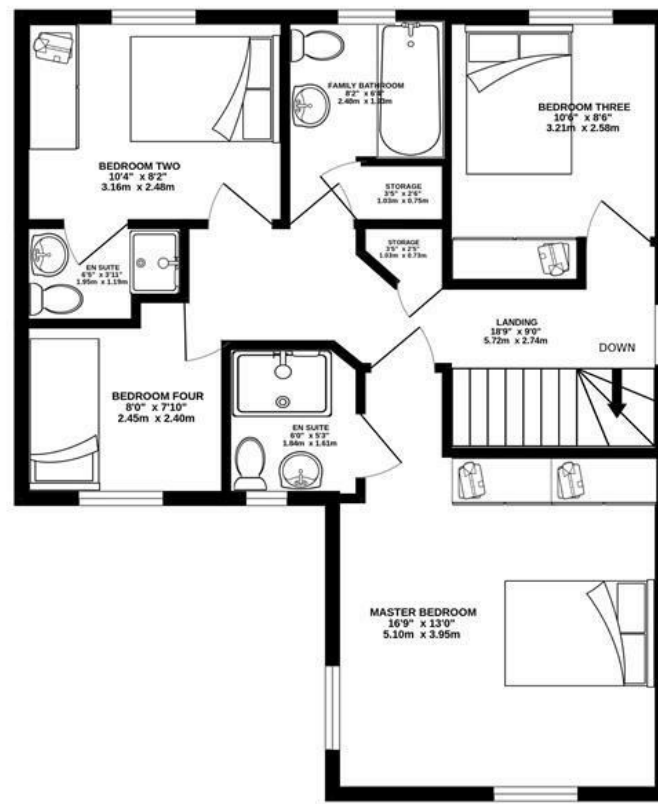 BEDROOM TWO
10'4" x 8'2"
3.16m x 2.48m
FAMILY BATHROOM
8'2" x 6'
2.48m x
BEDROOM THREE
10'6" x 8'6"
3.21m x 2.58m
STORAGE
3'5" x 2'6"
1.03m x 0.75m
STORAGE
3'5" x 2'5"
1.03m x 0.73m
EN SUITE
6'5" x 3'11"
1.95m x 1.19m
LANDING
18'9" x 9'0"
5.72m x 2.74m
DOWN
BEDROOM FOUR
8'0" x 7'10"
2.45m x 2.40m
EN SUITE
6'0" x 5'3"
1.84m x 1.61m
MASTER BEDROOM
16'9" x 13'0"
5.10m x 3.95m